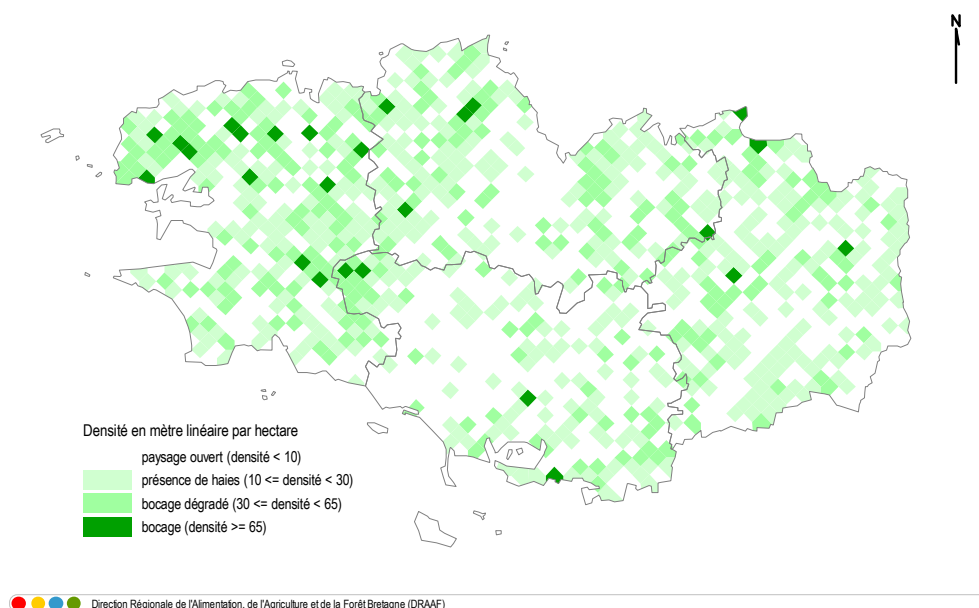 N
Densité en mètre linéaire par hectare
paysage ouvert (densité < 10)
présence de haies (10 <= densité < 30)
bocage dégradé (30 <= densité < 65)
bocage (densité >= 65)
Direction Régionale de l'Alimentation, de l'Agriculture et de la Forêt Bretagne (DRAAF)